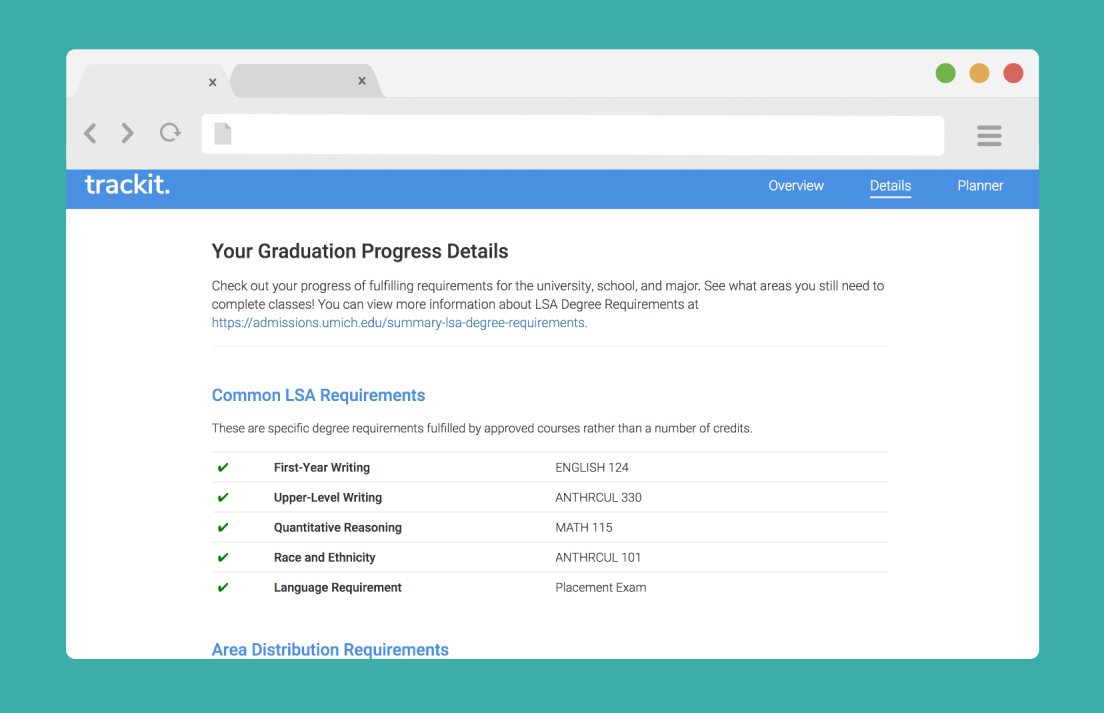 trackit.
Overview Details Planner
Your Graduation Progress Details
Check out your progress of fulfilling requirements for the university, school, and major. See what areas you still need to
complete classes! You can view more information about LSA Degree Requirements at
https://admissions.umich.edu/summary-lsa-degree-requirements.
Common LSA Requirements
These are specific degree requirements fulfilled by approved courses rather than a number of credits.
✔ First-Year Writing ENGLISH 124
✔ Upper-Level Writing ANTHRCUL 330
✔ Quantitative Reasoning MATH 115
✔ Race and Ethnicity ANTHRCUL 101
✔ Language Requirement Placement Exam
Area Distribution Requirements